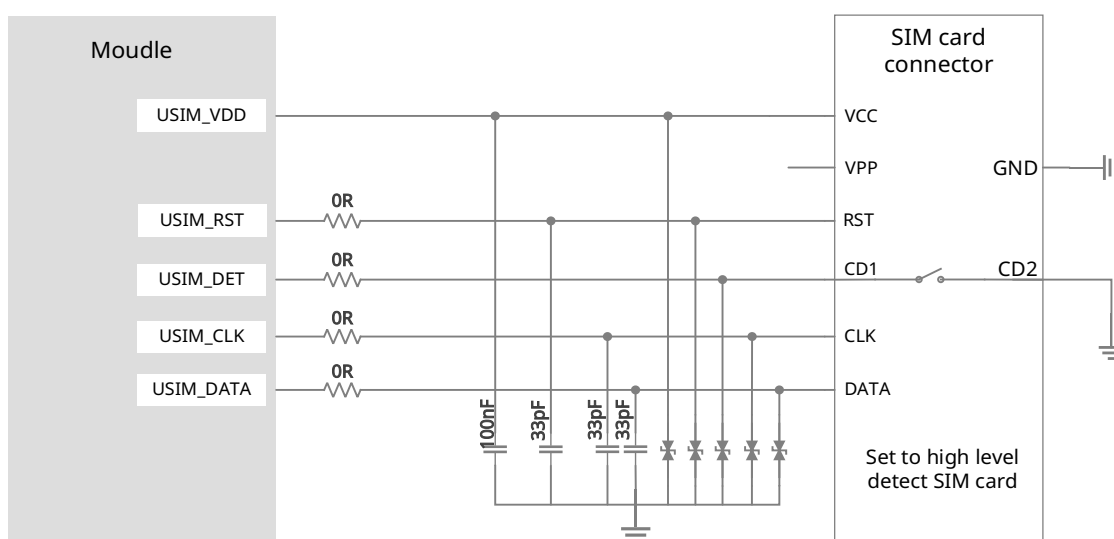 Moudle
SIM card
connector
USIM_VDD
VCC
VPP
GND
0R
USIM_RST
RST
0R
USIM_DET
CD1
CD2
0R
USIM_CLK
CLK
0R
USIM_DATA
DATA
100nF
33pF
33pF
33pF
Set to high level
detect SIM card